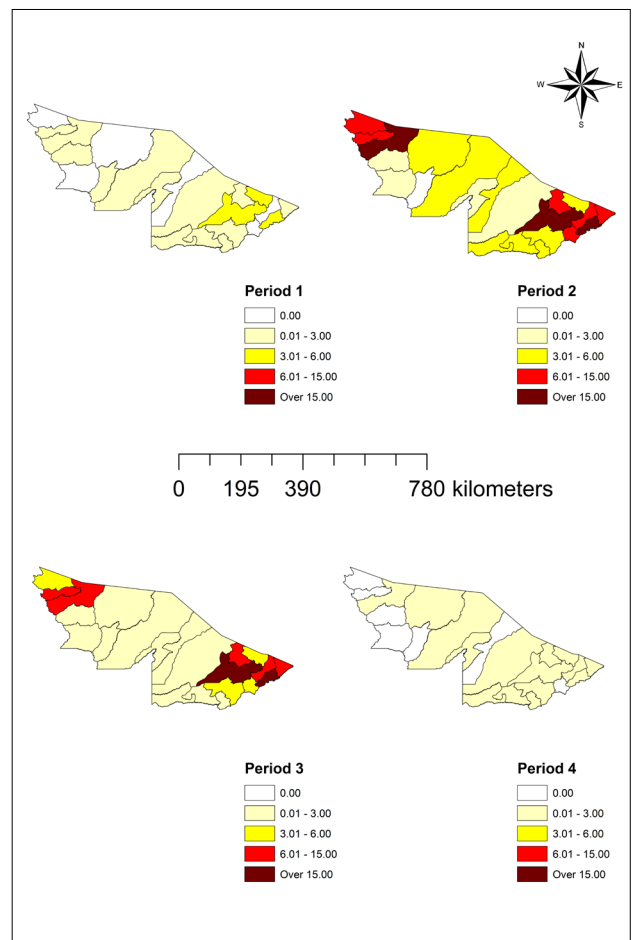 N
W E
S
Period 1
0.00
0.01 - 3.00
3.01 - 6.00
6.01 - 15.00
Over 15.00
Period 2
0.00
0.01 - 3.00
3.01 - 6.00
6.01 - 15.00
Over 15.00
0 195 390 780 kilometers
Period 3
0.00
0.01 - 3.00
3.01 - 6.00
6.01 - 15.00
Over 15.00
Period 4
0.00
0.01 - 3.00
3.01 - 6.00
6.01 - 15.00
Over 15.00